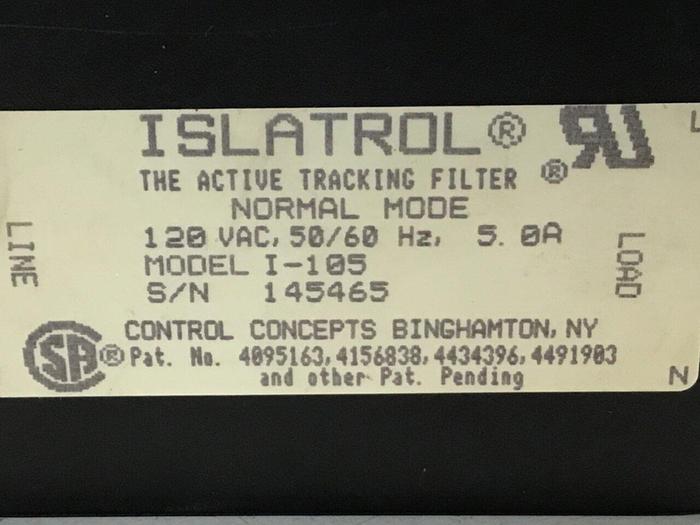 ISLATROL®
THE ACTIVE TRACKING FILTER ®
NORMAL MODE
120 VAC, 50/60 Hz, 5.0A
MODEL I-105
S/N 145465
LINE
LOAD
CONTROL CONCEPTS BINGHAMTON, NY
SA ® Pat. No. 4095163, 4156838, 4434396, 4491903
and other Pat. Pending
N